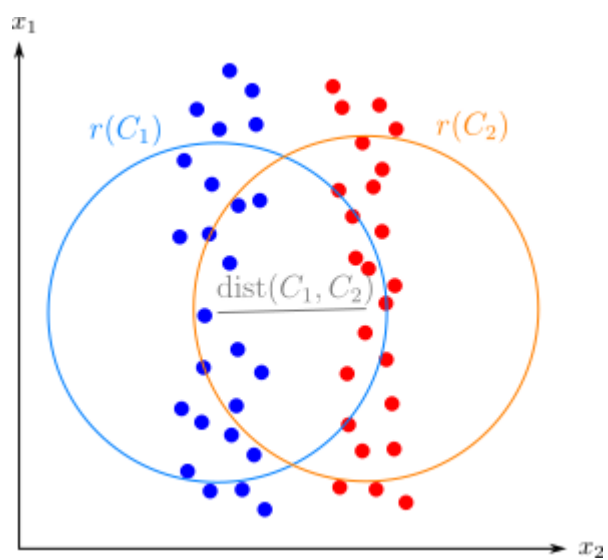 x₁
r(C₁)
r(C₂)
dist(C₁, C₂)
x₂